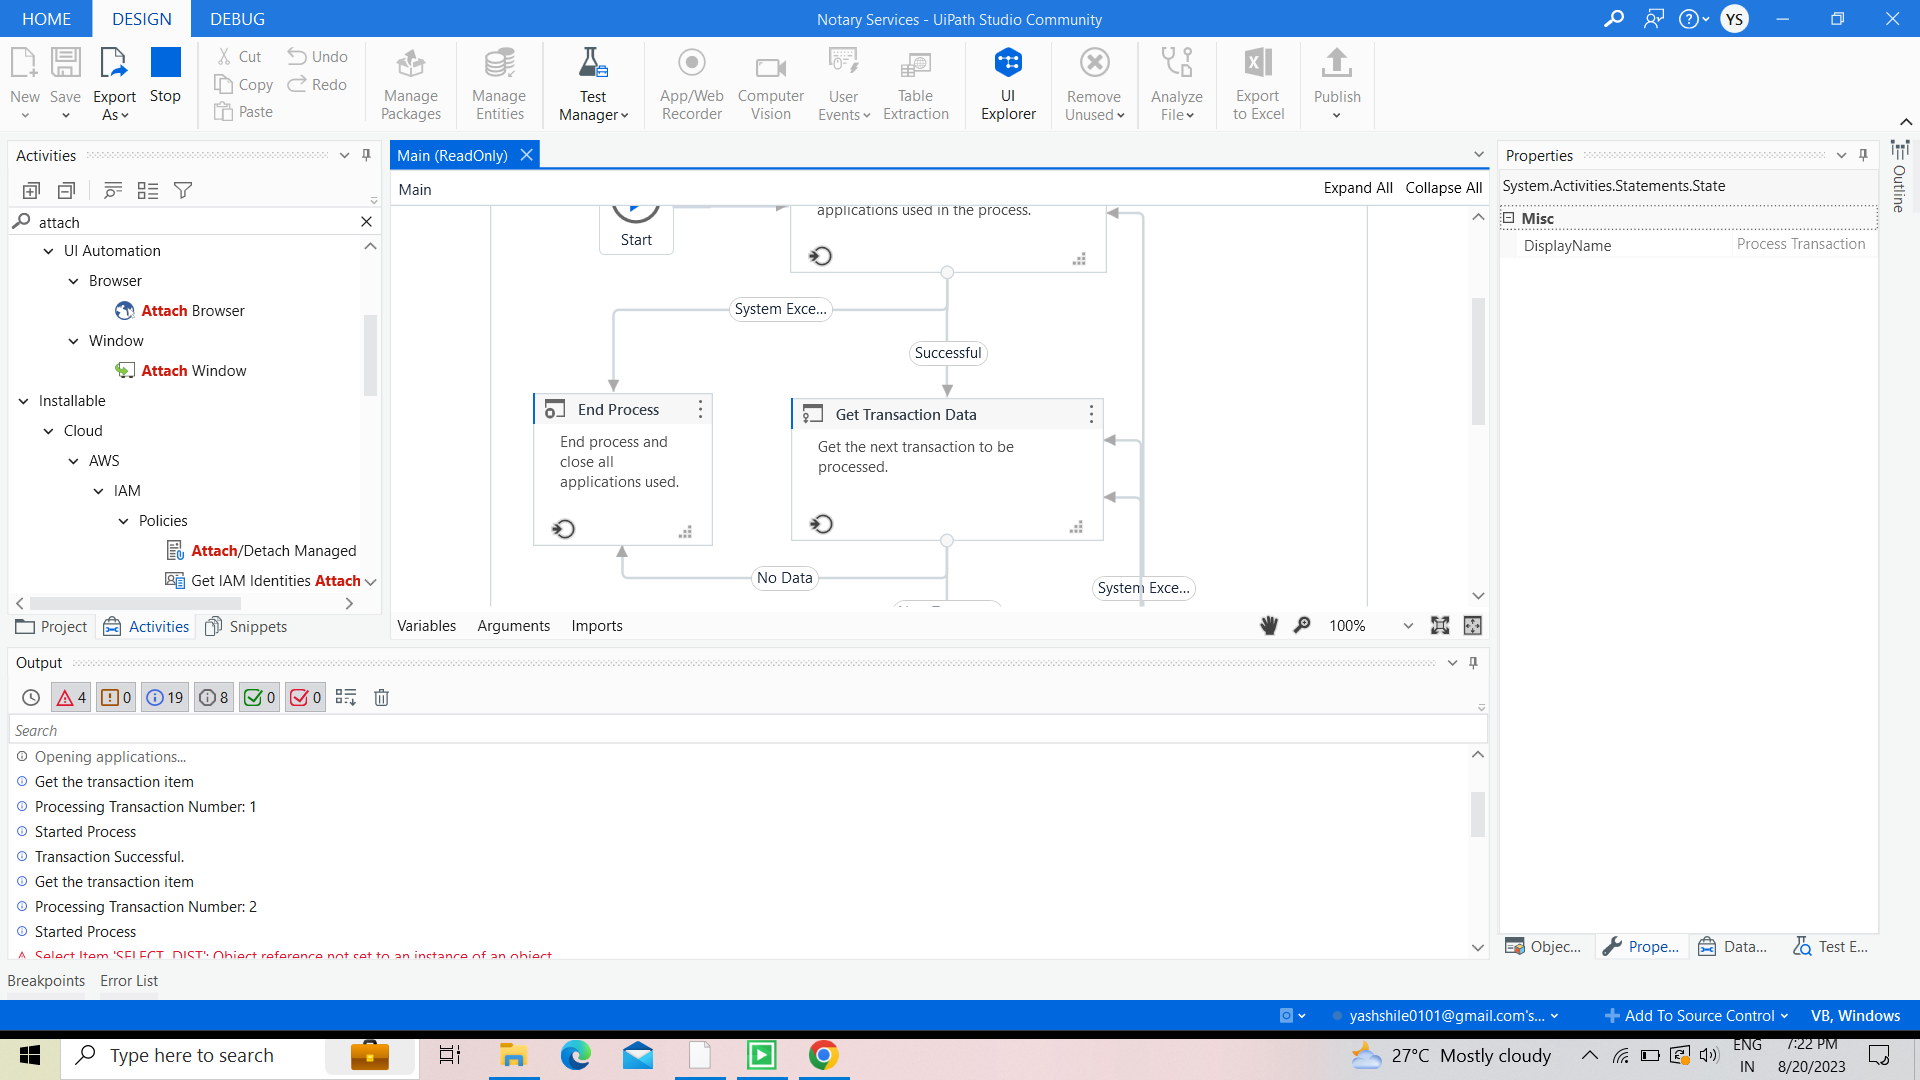 HOME
DESIGN
DEBUG
Notary Services - UiPath Studio Community
YS
New
Save
Export
As
Stop
Cut
Copy
Paste
Undo
Redo
Manage
Packages
Manage
Entities
Test
Manager
App/Web
Recorder
Computer
Vision
User
Events
Table
Extraction
UI
Explorer
Remove
Unused
Analyze
File
Export
to Excel
Publish
Activities
attach
UI Automation
Browser
Attach Browser
Window
Attach Window
Installable
Cloud
AWS
IAM
Policies
Attach/Detach Managed
Get IAM Identities Attach
Project
Activities
Snippets
Main (ReadOnly)
Main
Expand All
Collapse All
Start
applications used in the process.
System Exce...
Successful
End Process
End process and
close all
applications used.
Get Transaction Data
Get the next transaction to be
processed.
No Data
System Exce...
Variables
Arguments
Imports
100%
Properties
System.Activities.Statements.State
Misc
DisplayName
Process Transaction
Outline
Objec...
Prope...
Data...
Test E...
Output
4
0
19
8
0
0
Search
Opening applications...
Get the transaction item
Processing Transaction Number: 1
Started Process
Transaction Successful.
Get the transaction item
Processing Transaction Number: 2
Started Process
Select Item 'SELECT_DIST': Object reference not set to an instance of an object
Breakpoints
Error List
yashshile0101@gmail.com's...
Add To Source Control
VB, Windows
Type here to search
27°C Mostly cloudy
ENG
IN
7:22 PM
8/20/2023